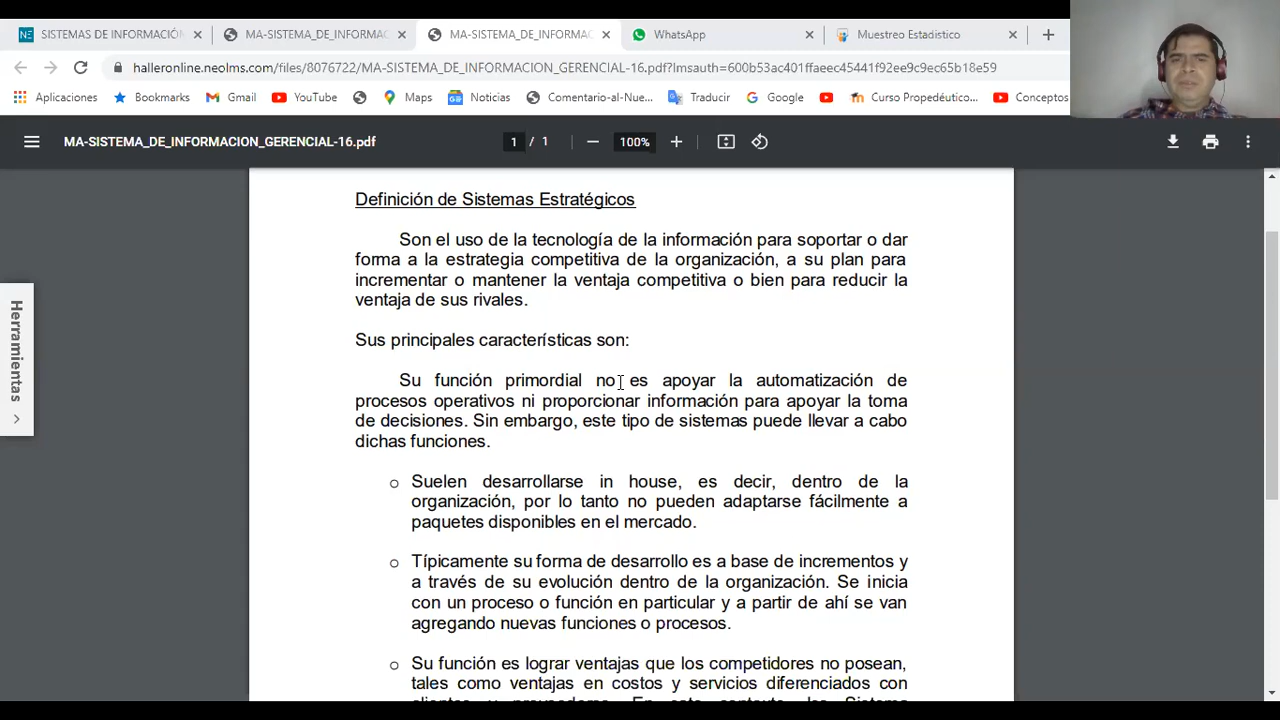 SISTEMAS DE INFORMACIÓN
MA-SISTEMA_DE_INFORMAC
MA-SISTEMA_DE_INFORMAC
WhatsApp
Muestreo Estadistico
halleronline.neolms.com/files/8076722/MA-SISTEMA_DE_INFORMACION_GERENCIAL-16.pdf?lmsauth=600b53ac401ffaeec45441f92ee9c9ec65b18e59
Aplicaciones
Bookmarks
Gmail
YouTube
Maps
Noticias
Comentario-al-Nue...
Traducir
Google
Curso Propedéutico...
Conceptos
MA-SISTEMA_DE_INFORMACION_GERENCIAL-16.pdf
1 / 1
100%
Herramientas
Definición de Sistemas Estratégicos
Son el uso de la tecnología de la información para soportar o dar
forma a la estrategia competitiva de la organización, a su plan para
incrementar o mantener la ventaja competitiva o bien para reducir la
ventaja de sus rivales.
Sus principales características son:
Su función primordial no es apoyar la automatización de
procesos operativos ni proporcionar información para apoyar la toma
de decisiones. Sin embargo, este tipo de sistemas puede llevar a cabo
dichas funciones.
o Suelen desarrollarse in house, es decir, dentro de la
organización, por lo tanto no pueden adaptarse fácilmente a
paquetes disponibles en el mercado.
o Típicamente su forma de desarrollo es a base de incrementos y
a través de su evolución dentro de la organización. Se inicia
con un proceso o función en particular y a partir de ahí se van
agregando nuevas funciones o procesos.
o Su función es lograr ventajas que los competidores no posean,
tales como ventajas en costos y servicios diferenciados con